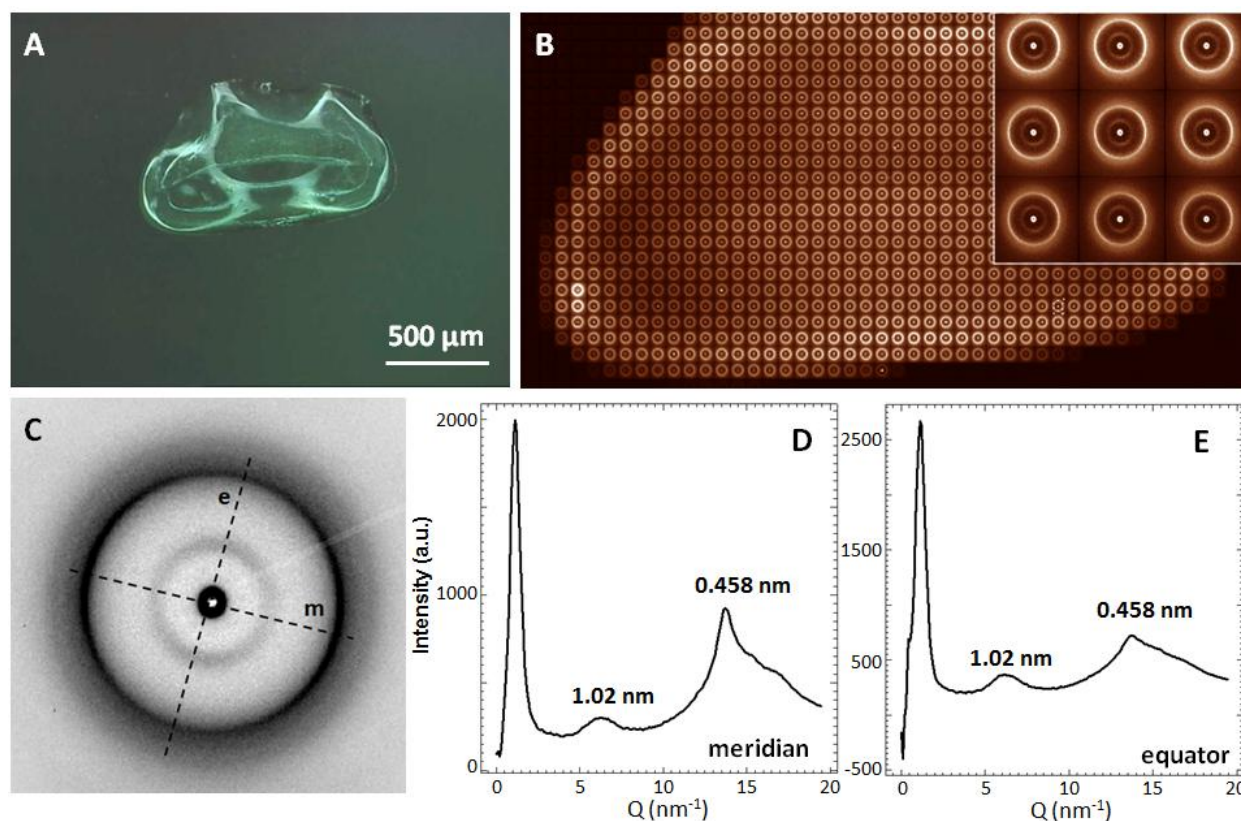 A
500 µm
B
C
e
m
D
2000
1000
0
Intensity (a.u.)
1.02 nm
0.458 nm
meridian
0
5
10
15
20
Q (nm⁻¹)
E
2500
1500
500
-500
1.02 nm
0.458 nm
equator
0
5
10
15
20
Q (nm⁻¹)